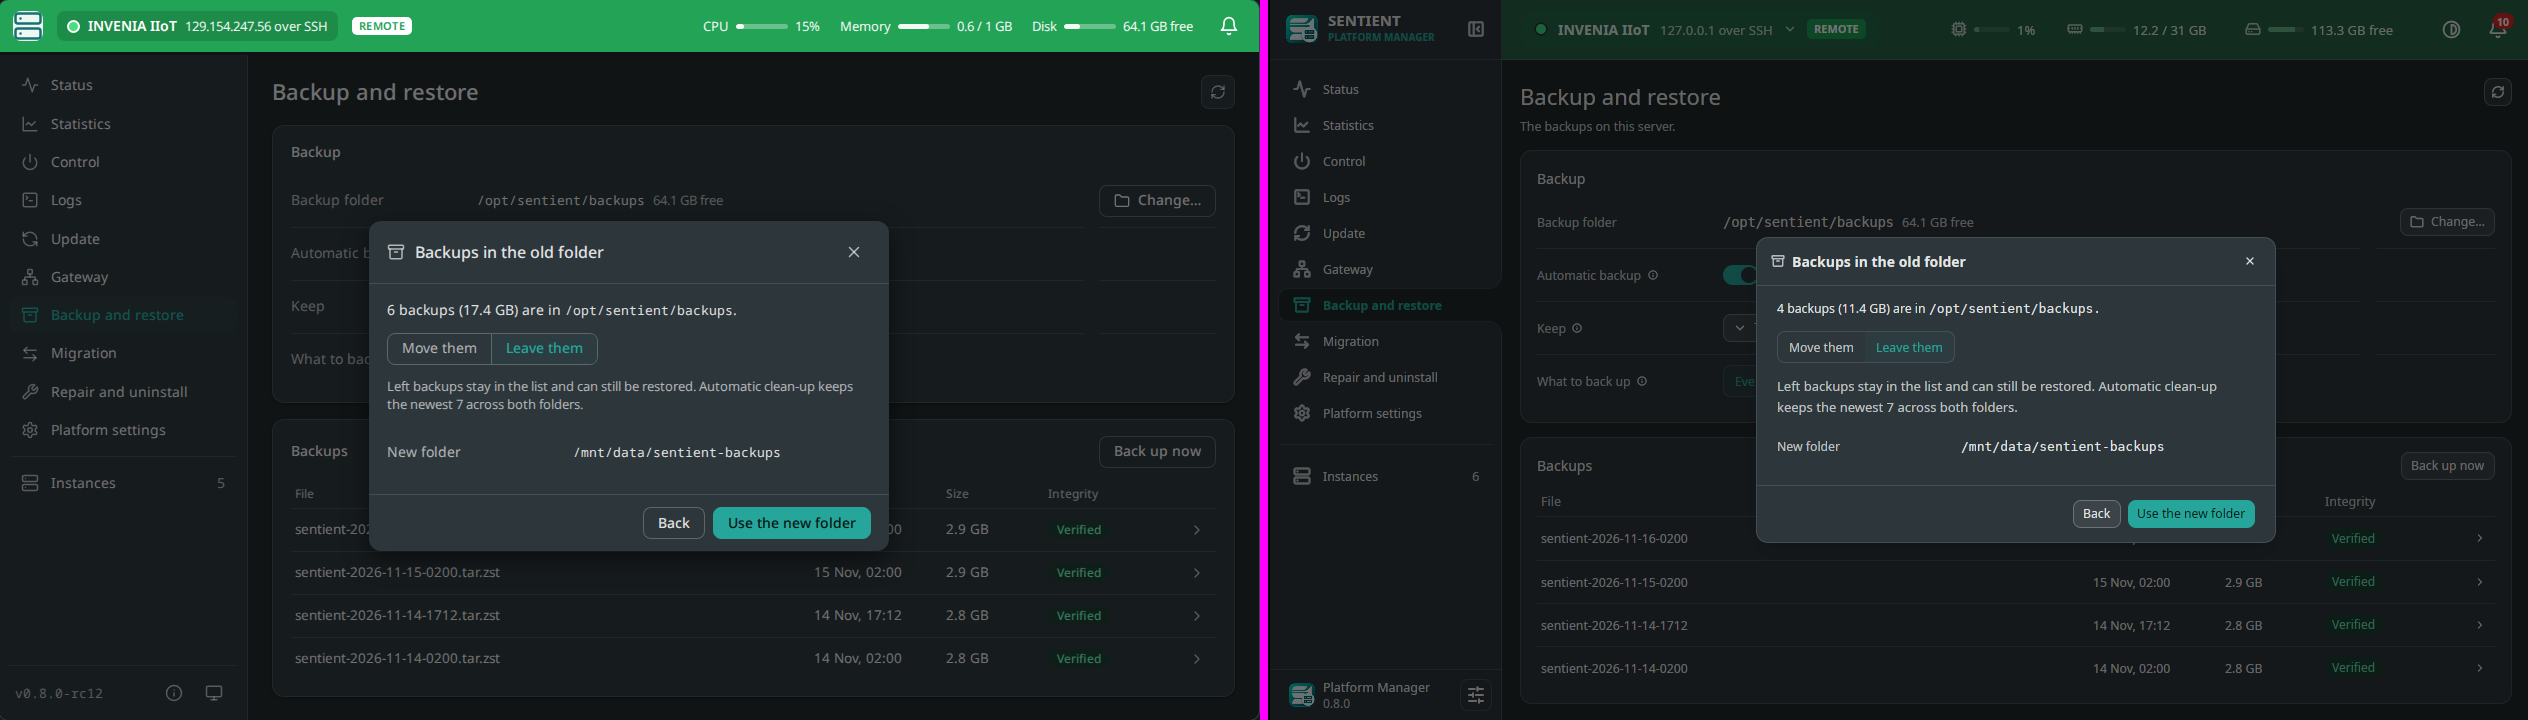 INVENIA IIoT 129.154.247.56 over SSH REMOTE CPU 15% Memory 0.6 / 1 GB Disk 64.1 GB free
Status
Statistics
Control
Logs
Update
Gateway
Backup and restore
Migration
Repair and uninstall
Platform settings
Instances 5
v0.8.0-rc12
Backup and restore
Backup
Backup folder /opt/sentient/backups 64.1 GB free Change...
Automatic b
Keep
What to bac
Backups in the old folder
6 backups (17.4 GB) are in /opt/sentient/backups.
Move them Leave them
Left backups stay in the list and can still be restored. Automatic clean-up keeps
the newest 7 across both folders.
New folder /mnt/data/sentient-backups
Back Use the new folder
Backups Back up now
File Size Integrity
sentient-202 00 2.9 GB Verified
sentient-2026-11-15-0200.tar.zst 15 Nov, 02:00 2.9 GB Verified
sentient-2026-11-14-1712.tar.zst 14 Nov, 17:12 2.8 GB Verified
sentient-2026-11-14-0200.tar.zst 14 Nov, 02:00 2.8 GB Verified
SENTIENT
PLATFORM MANAGER
INVENIA IIoT 127.0.0.1 over SSH REMOTE 1% 12.2 / 31 GB 113.3 GB free 10
Status
Statistics
Control
Logs
Update
Gateway
Backup and restore
Migration
Repair and uninstall
Platform settings
Instances 6
Platform Manager
0.8.0
Backup and restore
The backups on this server.
Backup
Backup folder /opt/sentient/backups 64.1 GB free Change...
Automatic backup
Keep
What to back up Eve
Backups in the old folder
4 backups (11.4 GB) are in /opt/sentient/backups.
Move them Leave them
Left backups stay in the list and can still be restored. Automatic clean-up
keeps the newest 7 across both folders.
New folder /mnt/data/sentient-backups
Back Use the new folder
Backups Back up now
File Integrity
sentient-2026-11-16-0200 Verified
sentient-2026-11-15-0200 15 Nov, 02:00 2.9 GB Verified
sentient-2026-11-14-1712 14 Nov, 17:12 2.8 GB Verified
sentient-2026-11-14-0200 14 Nov, 02:00 2.8 GB Verified